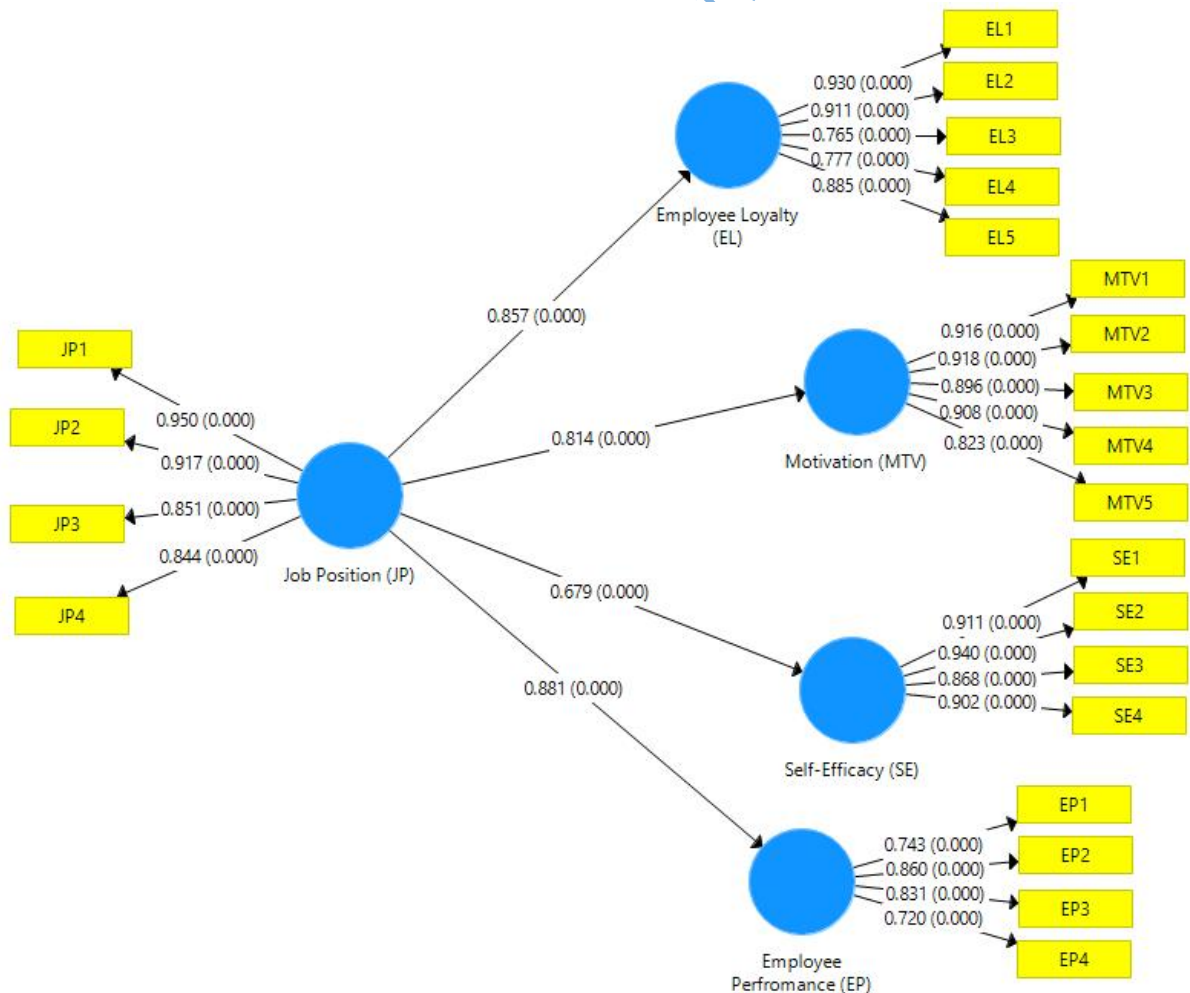 EL1
0.930 (0.000)
EL2
0.911 (0.000)
0.765 (0.000)
EL3
0.777 (0.000)
EL4
0.885 (0.000)
EL5
Employee Loyalty
(EL)
0.857 (0.000)
MTV1
0.916 (0.000)
MTV2
0.918 (0.000)
0.896 (0.000)
MTV3
0.908 (0.000)
MTV4
0.823 (0.000)
MTV5
Motivation (MTV)
0.814 (0.000)
JP1
0.950 (0.000)
JP2
0.917 (0.000)
0.851 (0.000)
JP3
0.844 (0.000)
JP4
Job Position (JP)
0.679 (0.000)
SE1
0.911 (0.000)
SE2
0.940 (0.000)
SE3
0.868 (0.000)
0.902 (0.000)
SE4
Self-Efficacy (SE)
0.881 (0.000)
EP1
0.743 (0.000)
EP2
0.860 (0.000)
0.831 (0.000)
EP3
0.720 (0.000)
EP4
Employee
Perfromance (EP)